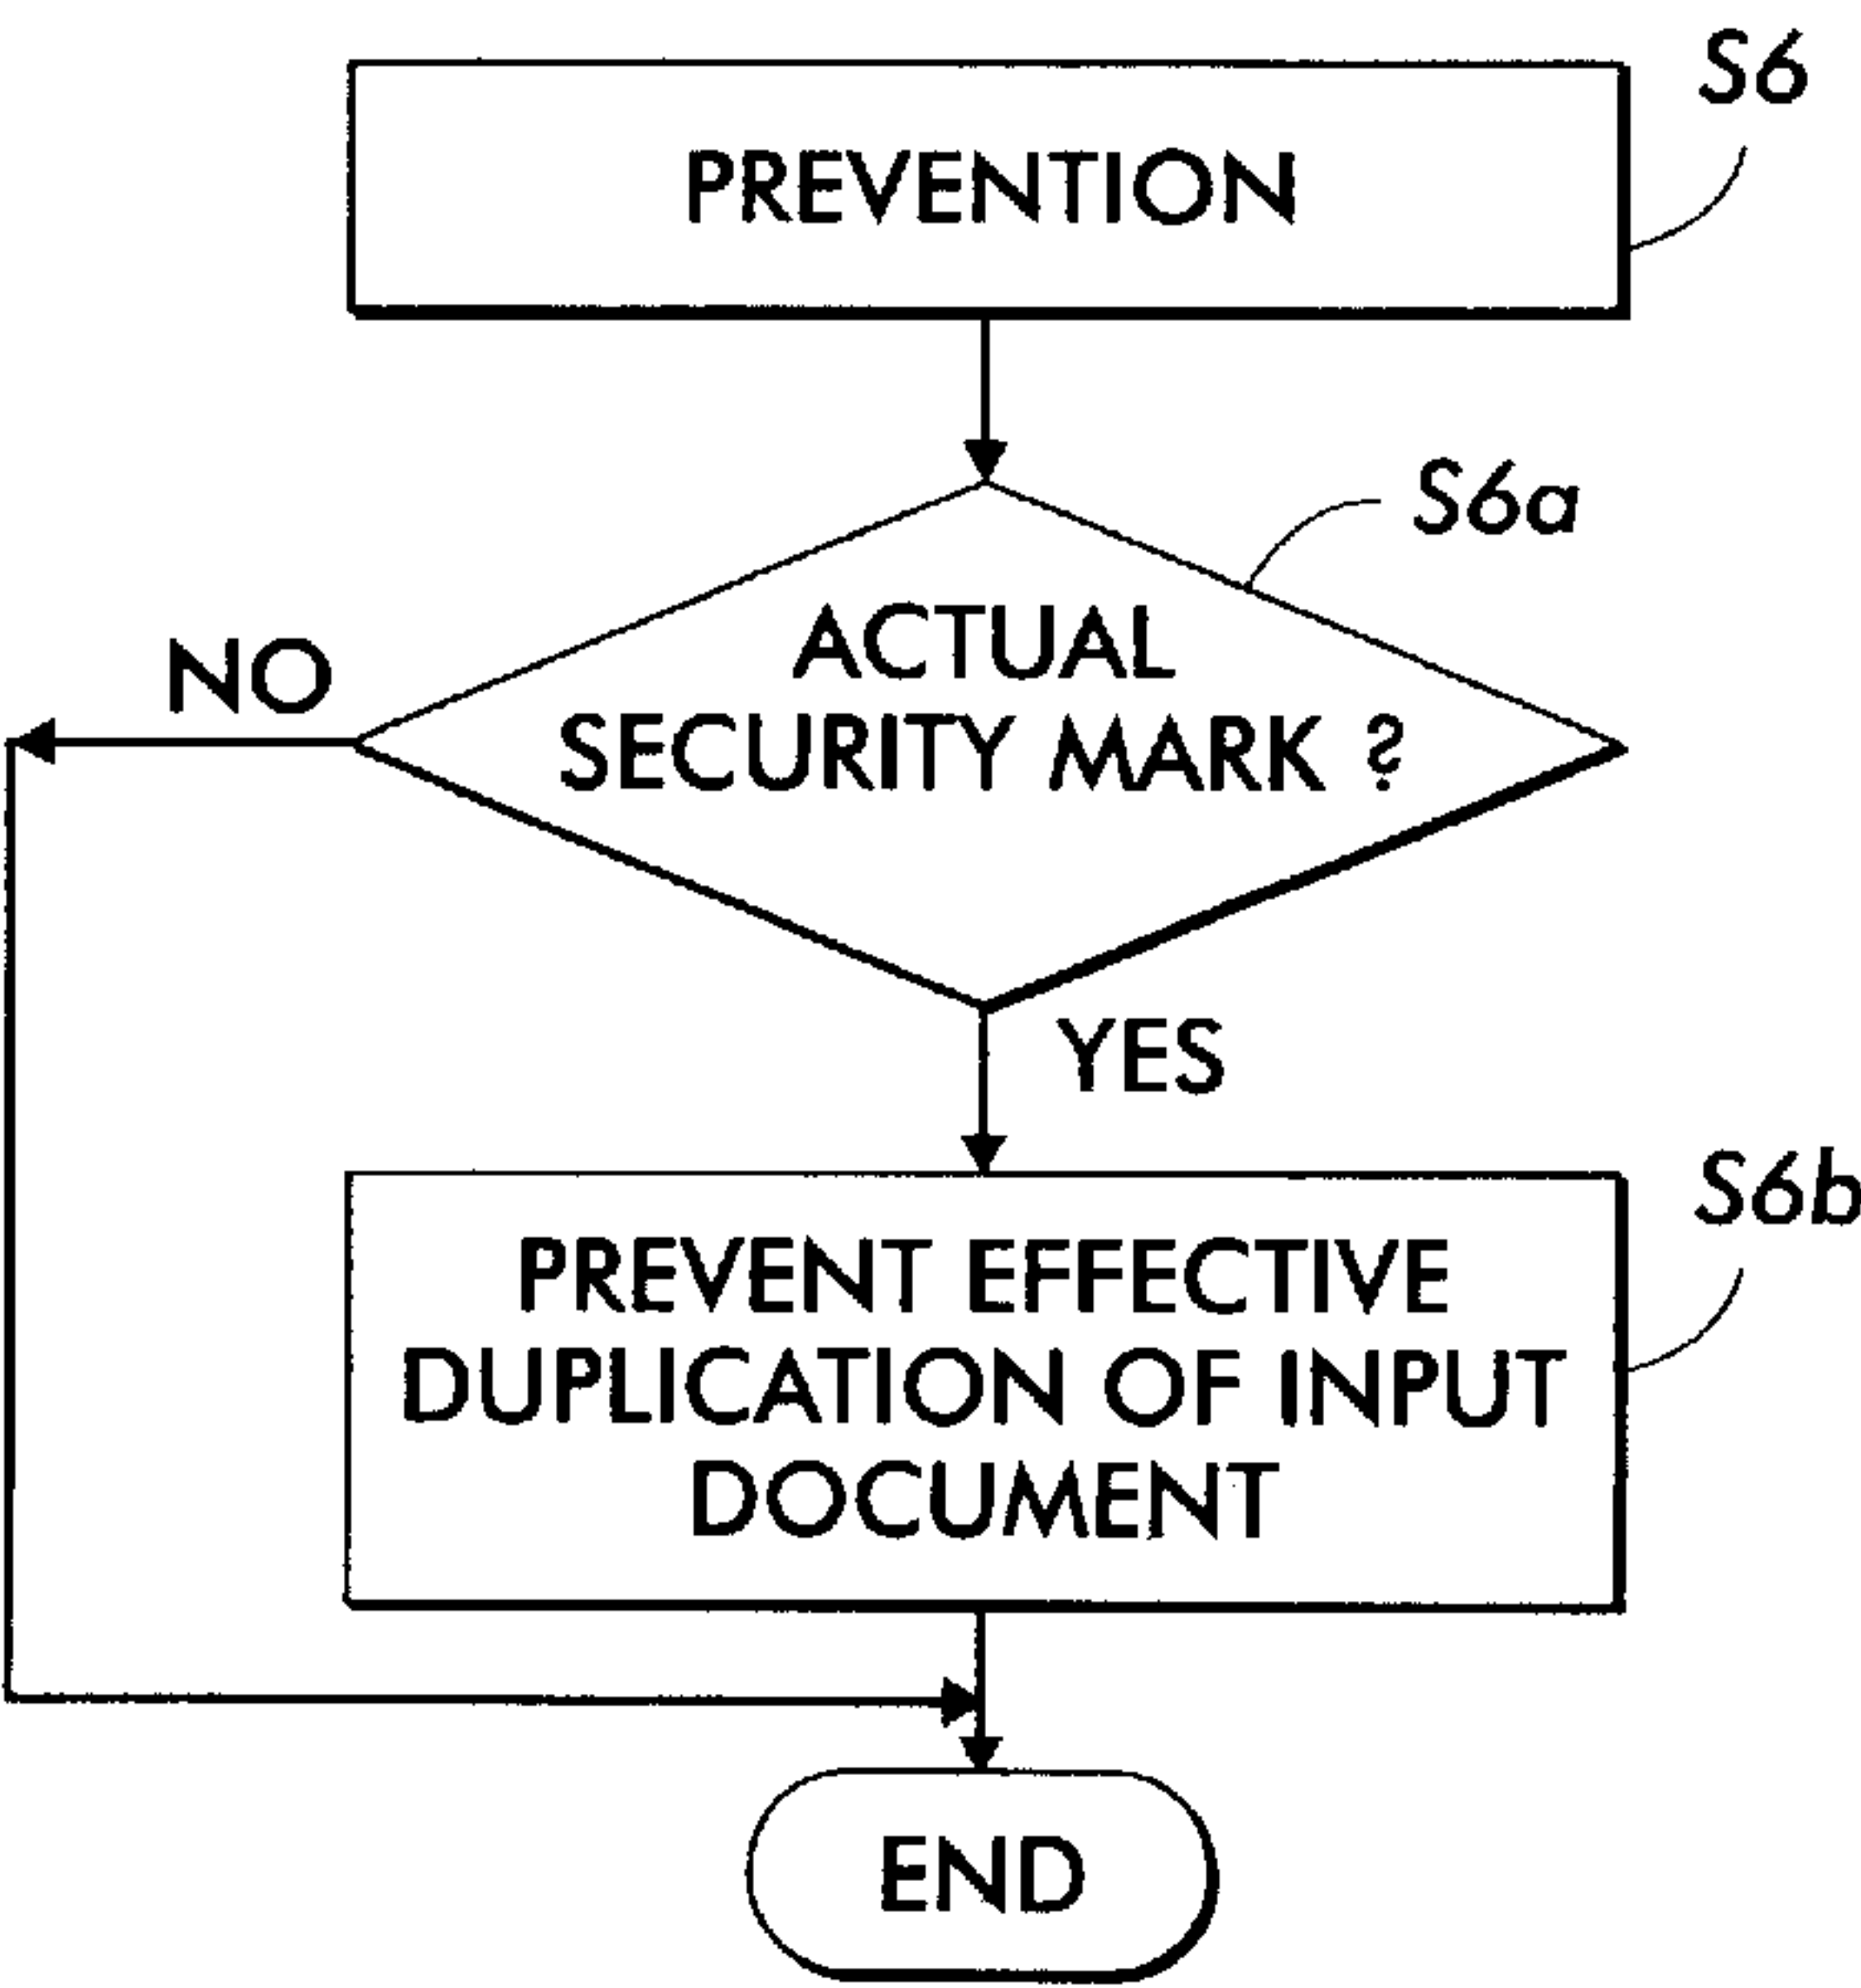 S6
PREVENTION
S6a
ACTUAL
SECURITY MARK ?
NO
YES
S6b
PREVENT EFFECTIVE
DUPLICATION OF INPUT
DOCUMENT
END